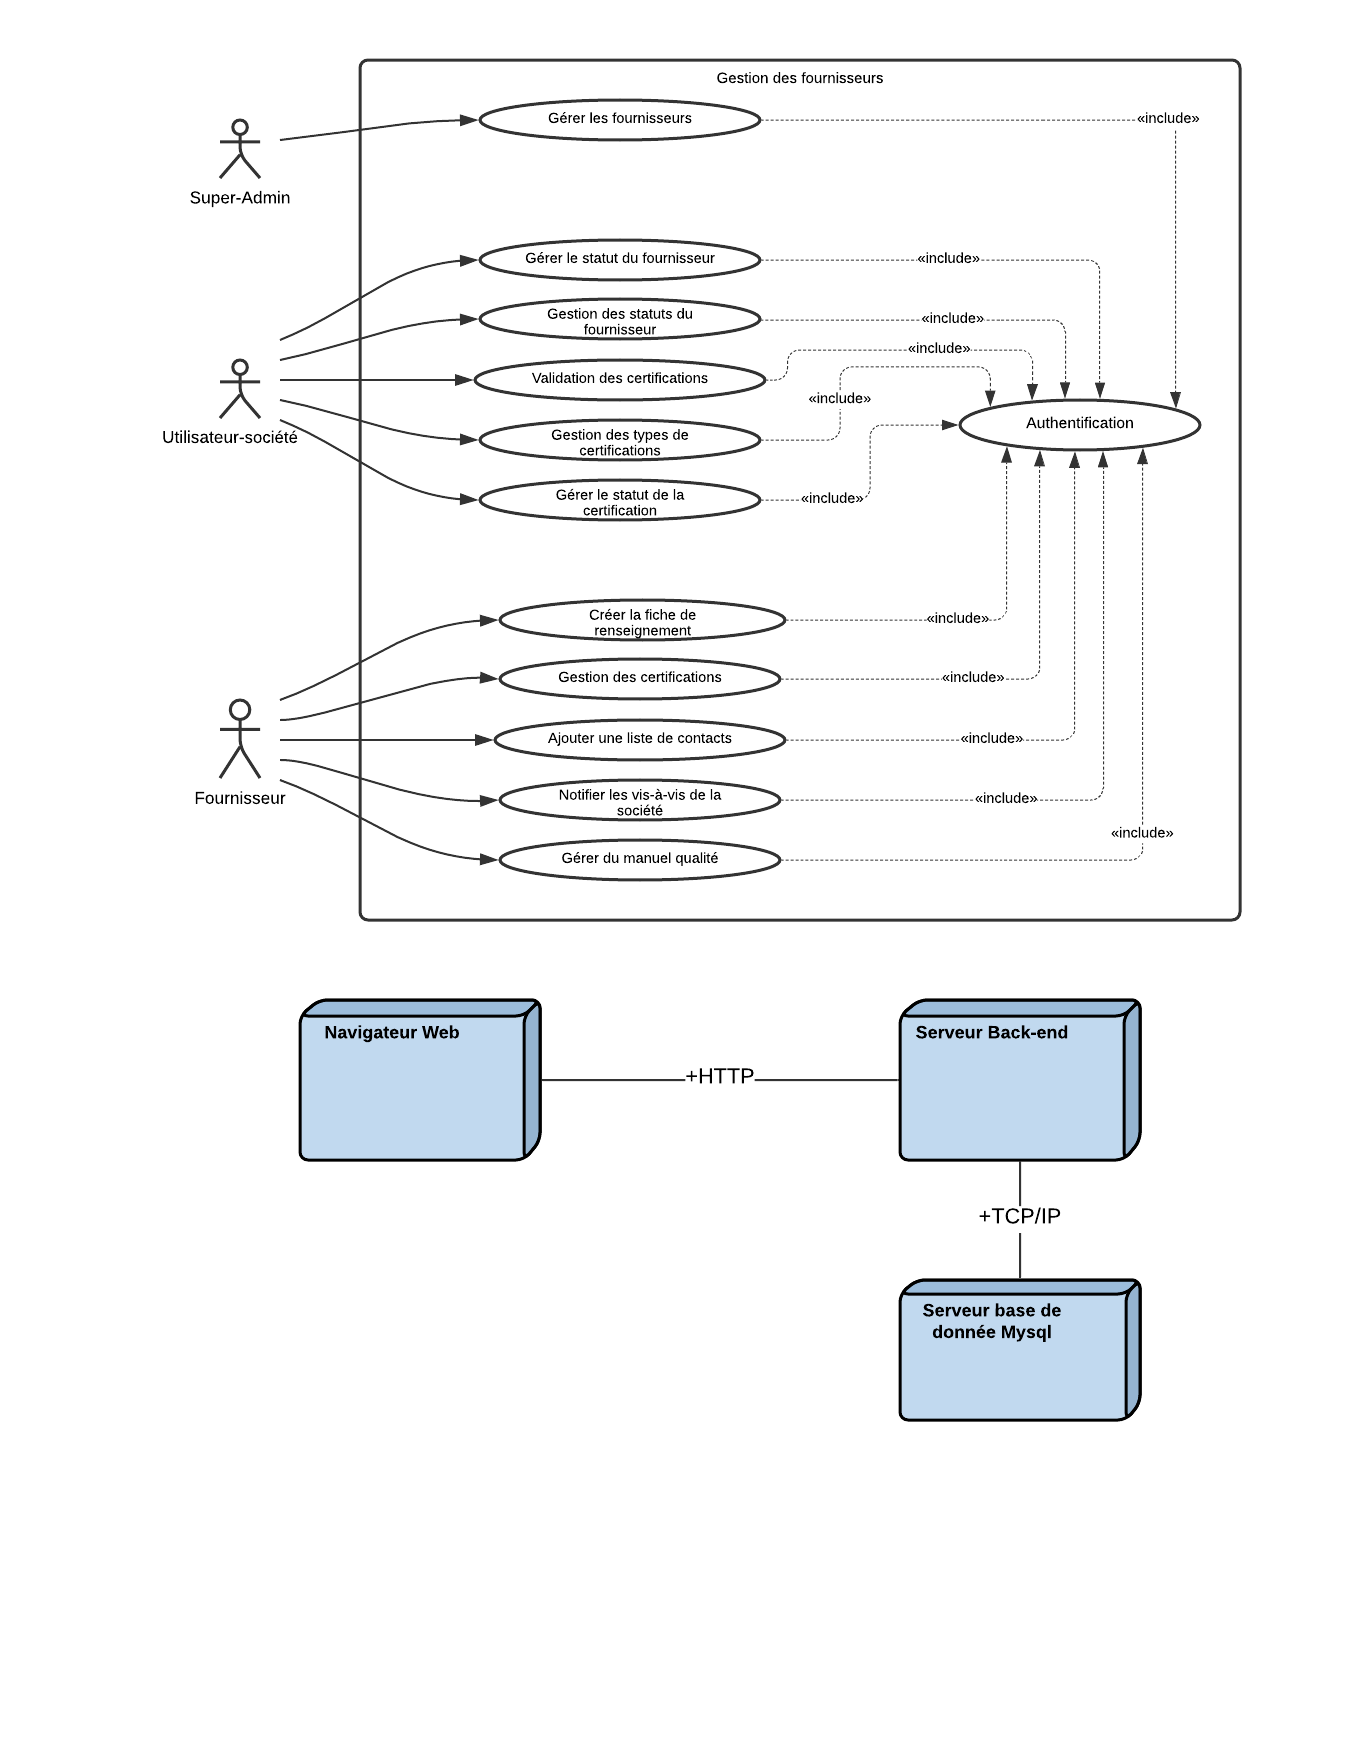 Gestion des fournisseurs
Gérer les fournisseurs
«include»
Super-Admin
Gérer le statut du fournisseur
«include»
Gestion des statuts du
fournisseur
«include»
«include»
Validation des certifications
«include»
Utilisateur-société
Gestion des types de
certifications
Authentification
Gérer le statut de la
certification
«include»
Créer la fiche de
renseignement
«include»
Gestion des certifications
«include»
Ajouter une liste de contacts
«include»
Fournisseur
Notifier les vis-à-vis de la
société
«include»
«include»
Gérer du manuel qualité
Navigateur Web
Serveur Back-end
+HTTP
+TCP/IP
Serveur base de
donnée Mysql